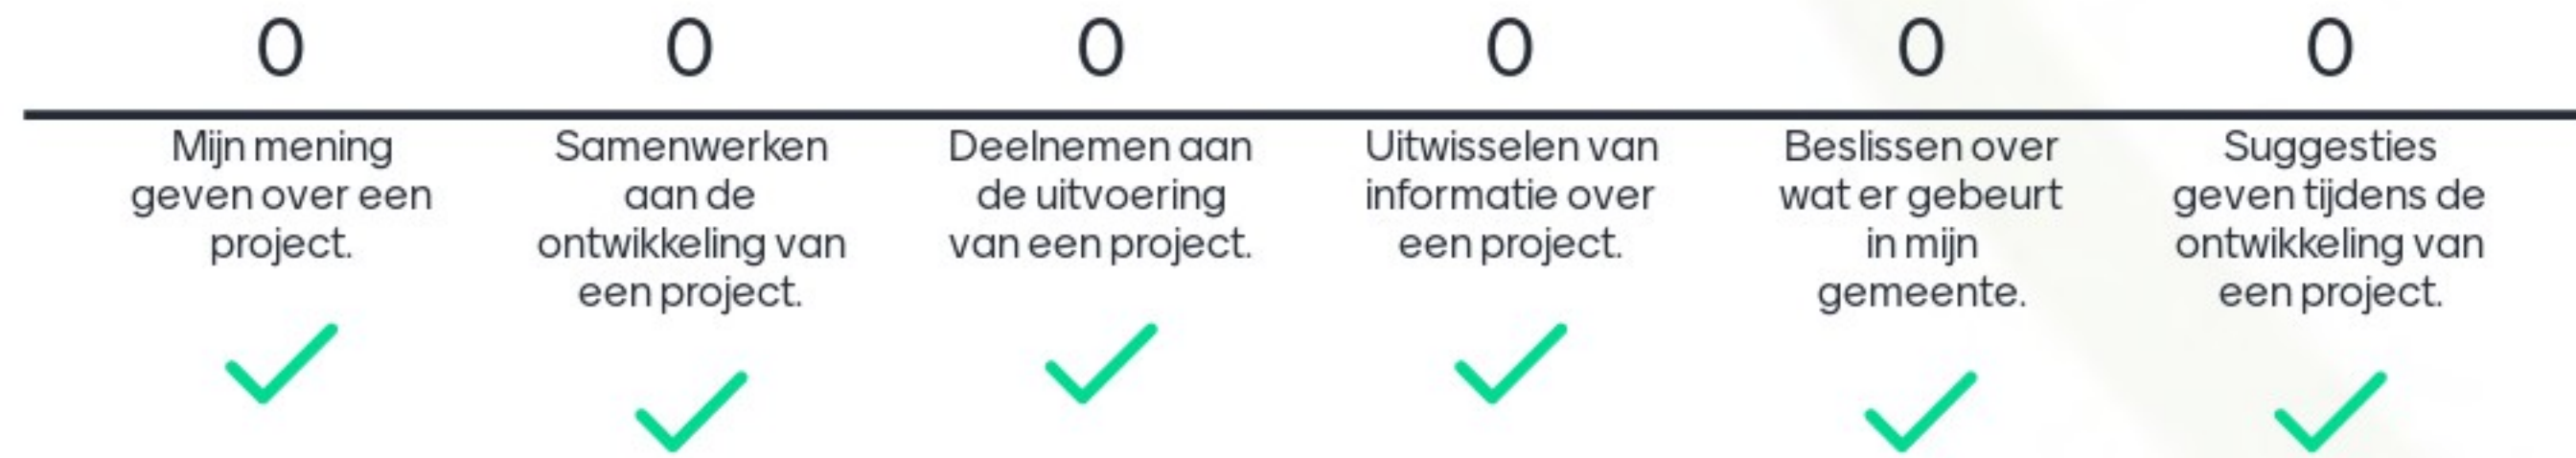 0
0
0
0
0
0
Mijn mening
geven over een
project.
Samenwerken
aan de
ontwikkeling van
een project.
Deelnemen aan
de uitvoering
van een project.
Uitwisselen van
informatie over
een project.
Beslissen over
wat er gebeurt
in mijn
gemeente.
Suggesties
geven tijdens de
ontwikkeling van
een project.